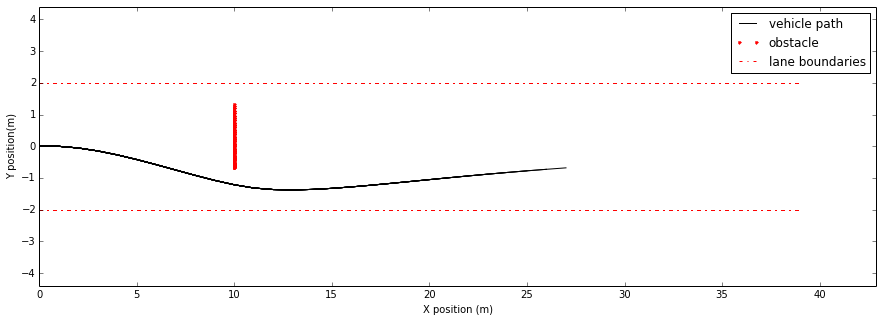 4
3
2
1
0
−1
−2
−3
−4
Y position(m)
0 5 10 15 20 25 30 35 40
X position (m)
vehicle path
obstacle
lane boundaries